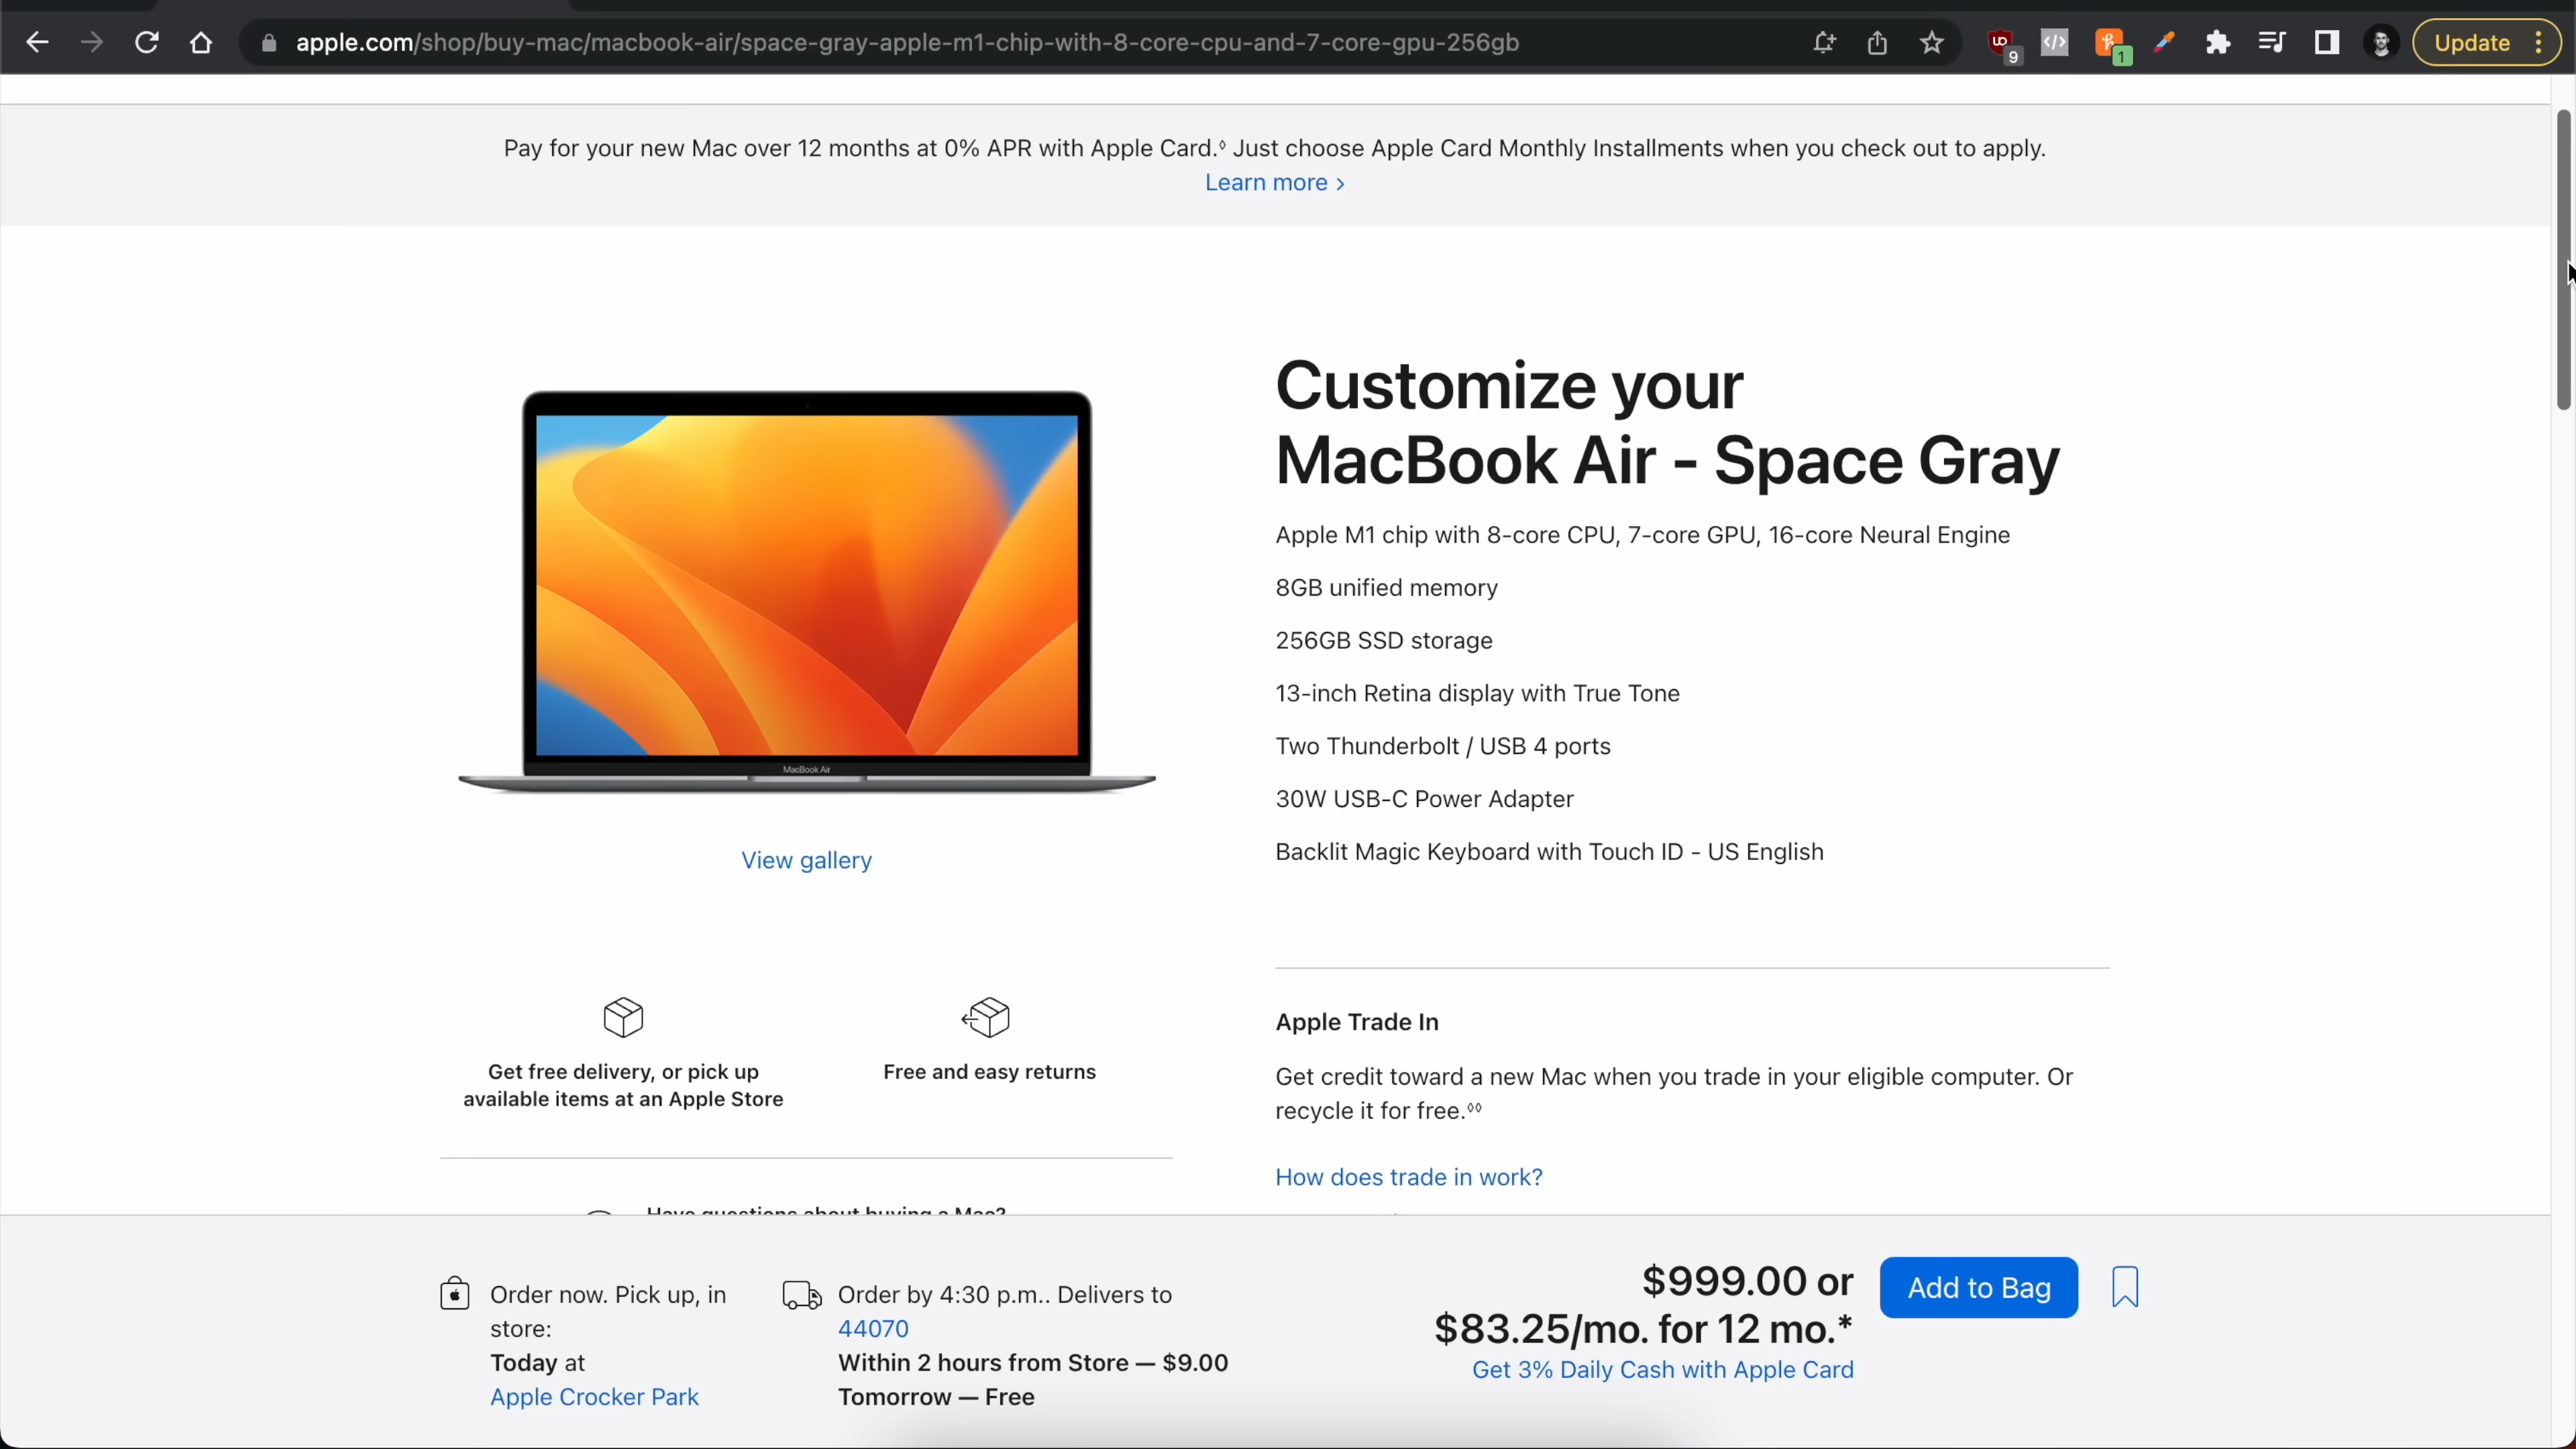 apple.com/shop/buy-mac/macbook-air/space-gray-apple-m1-chip-with-8-core-cpu-and-7-core-gpu-256gb
9
1
Update
Pay for your new Mac over 12 months at 0% APR with Apple Card.◊ Just choose Apple Card Monthly Installments when you check out to apply.
Learn more >
MacBook Air
View gallery
Customize your
MacBook Air - Space Gray
Apple M1 chip with 8-core CPU, 7-core GPU, 16-core Neural Engine
8GB unified memory
256GB SSD storage
13-inch Retina display with True Tone
Two Thunderbolt / USB 4 ports
30W USB-C Power Adapter
Backlit Magic Keyboard with Touch ID - US English
Get free delivery, or pick up
available items at an Apple Store
Free and easy returns
Have questions about buying a Mac?
Apple Trade In
Get credit toward a new Mac when you trade in your eligible computer. Or
recycle it for free.◊◊
How does trade in work?
Order now. Pick up, in
store:
Today at
Apple Crocker Park
Order by 4:30 p.m.. Delivers to
44070
Within 2 hours from Store — $9.00
Tomorrow — Free
$999.00 or
$83.25/mo. for 12 mo.*
Get 3% Daily Cash with Apple Card
Add to Bag